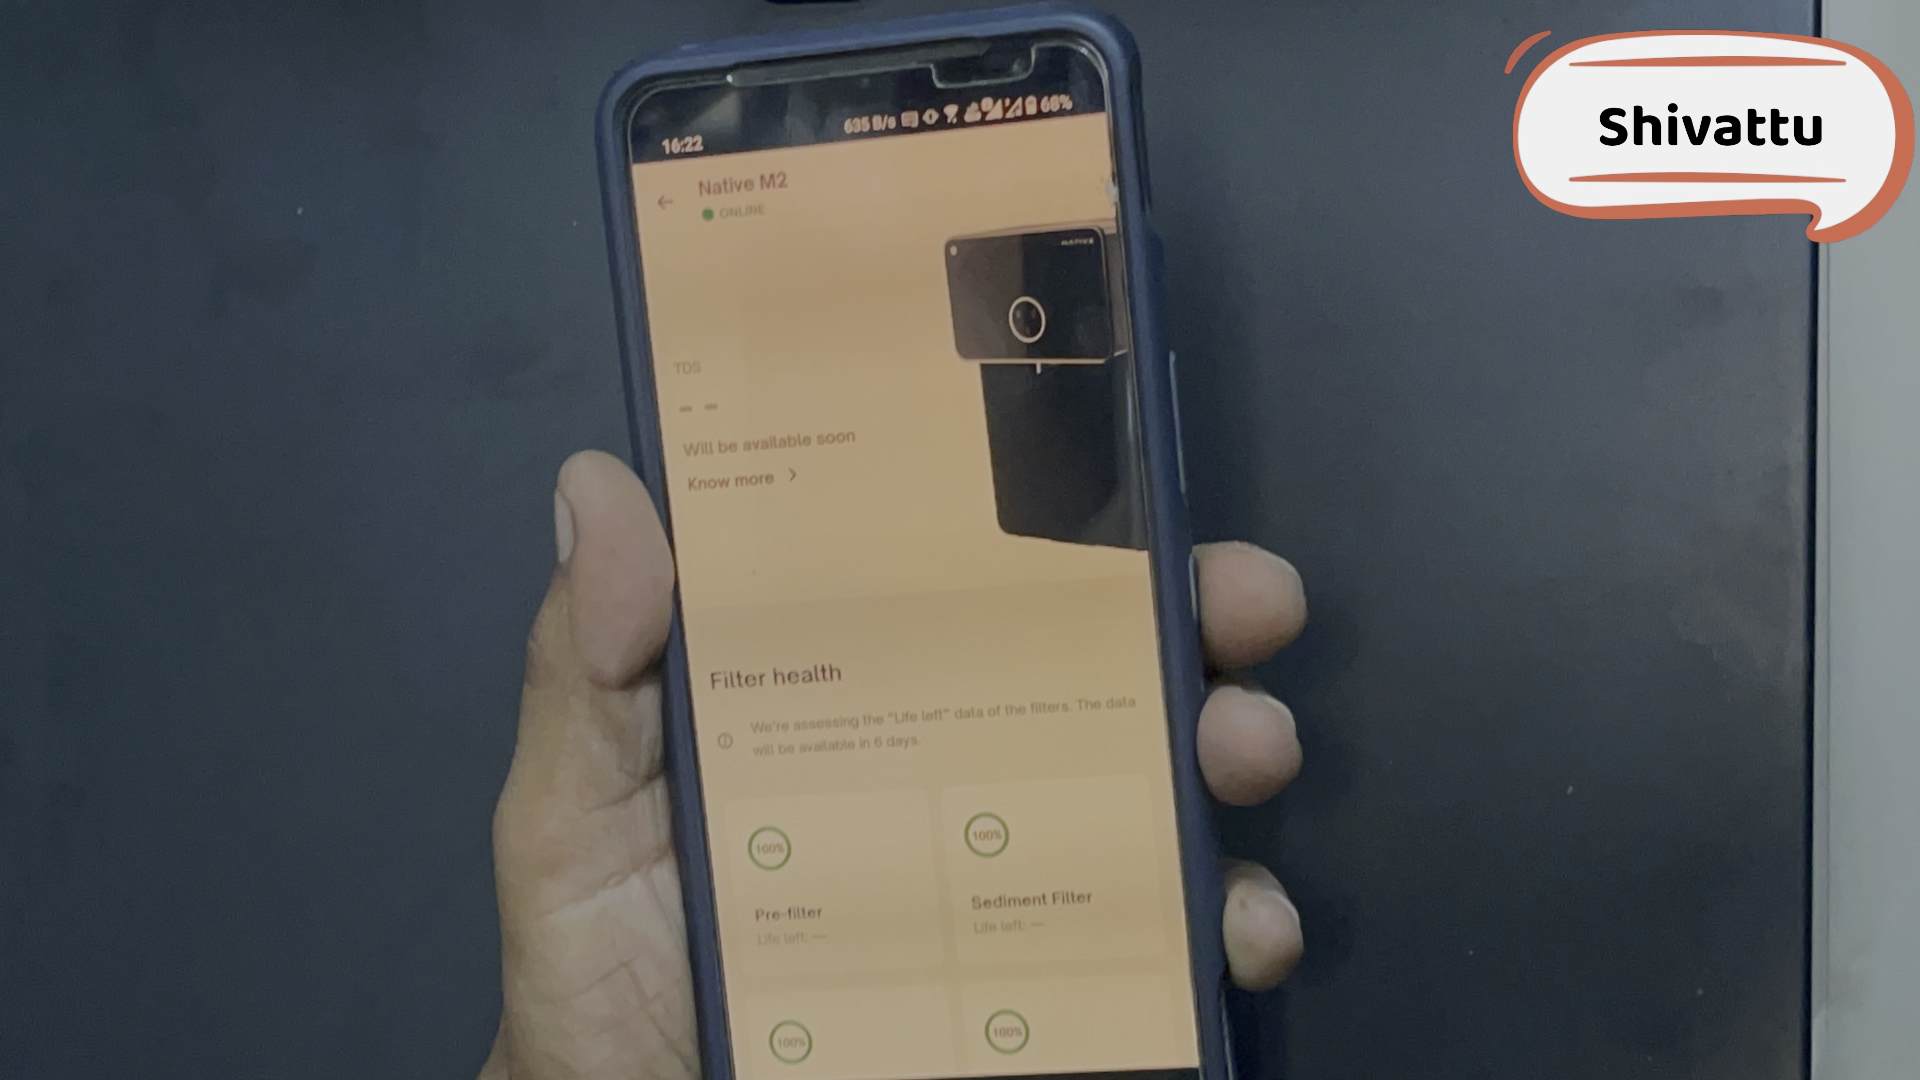 Shivattu
16:22
635 B/s
68%
Native M2
ONLINE
NATIVE
TDS
– –
Will be available soon
Know more >
Filter health
We're assessing the "Life left" data of the filters. The data
will be available in 6 days.
100%
100%
Pre-filter
Sediment Filter
Life left: —
Life left: —
100%
100%